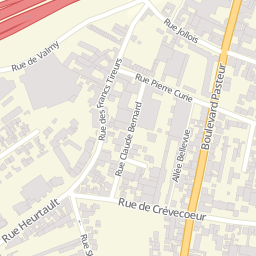 Rue Jollois
Rue de Valmy
Rue des Francs Tireurs
Boulevard Pasteur
Rue Pierre Curie
Rue Claude Bernard
Allée Bellevue
Rue Heurtault
Rue de Crèvecoeur